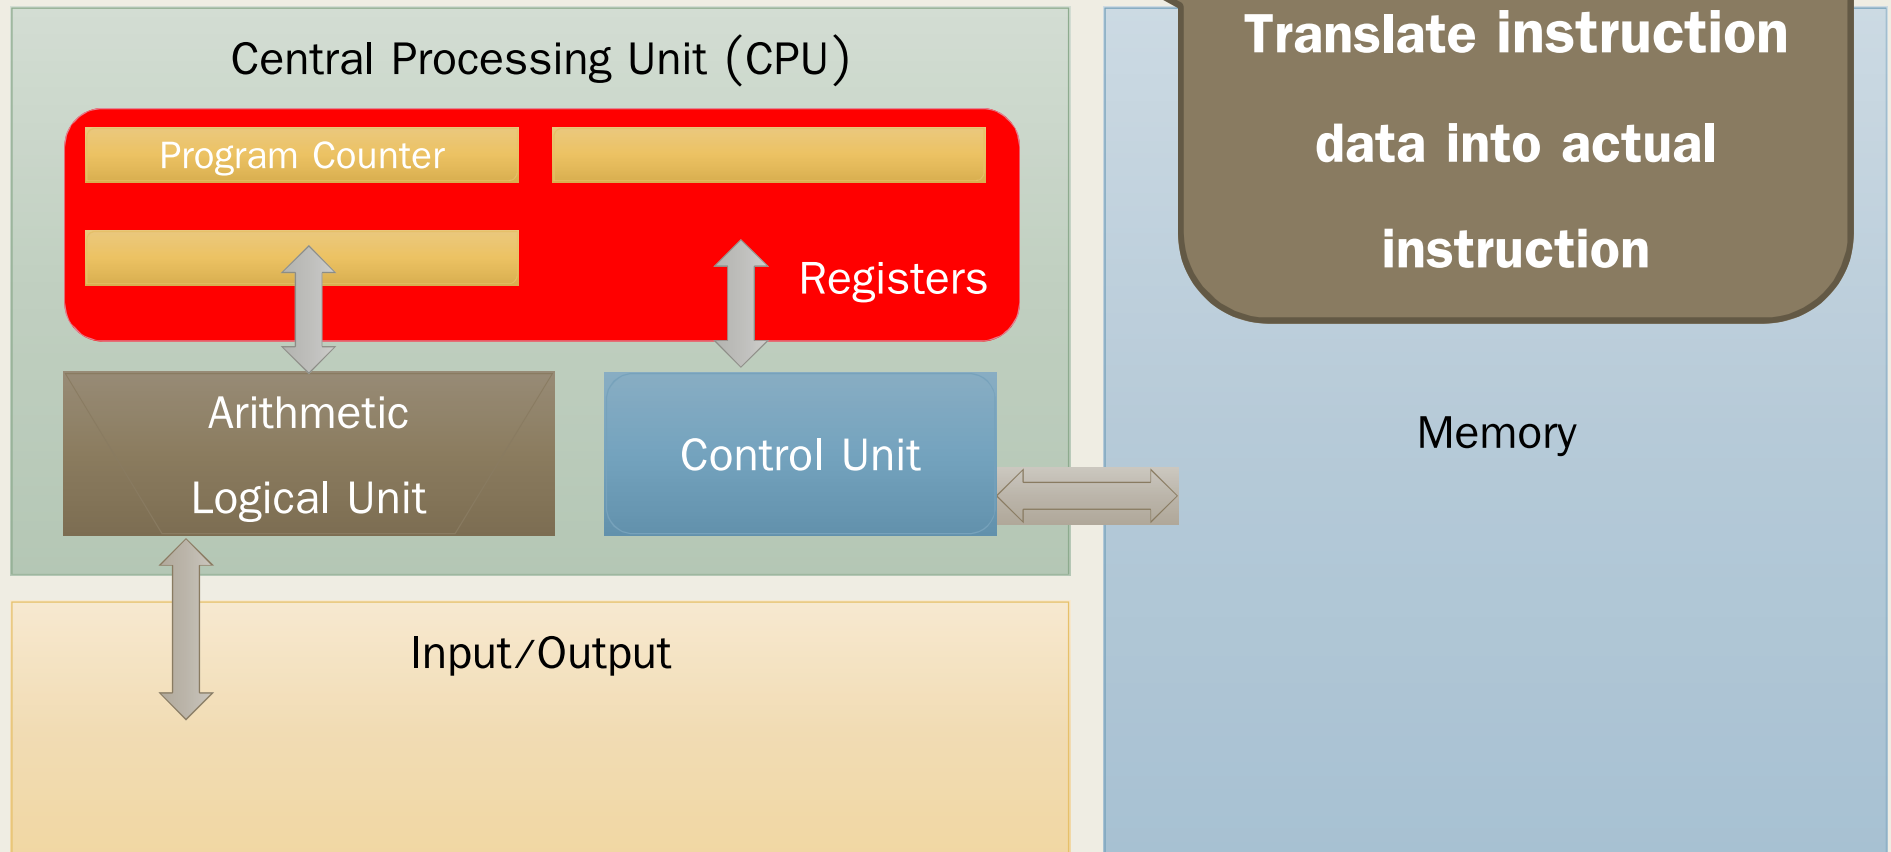 Central Processing Unit (CPU)
Program Counter
Registers
Arithmetic
Logical Unit
Control Unit
Input/Output
Translate instruction
data into actual
instruction
Memory